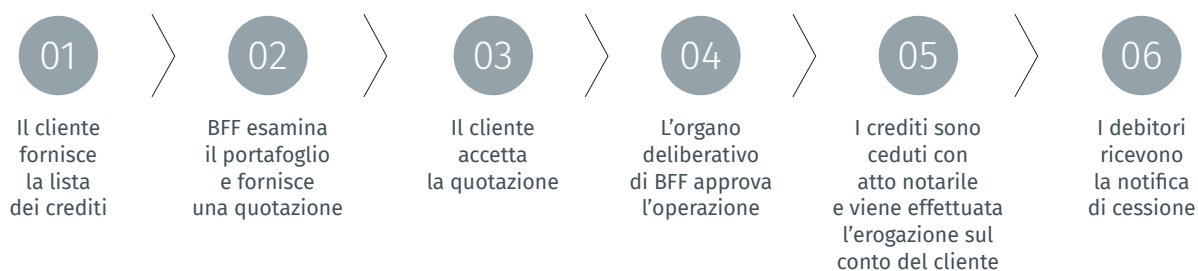 01
Il cliente
fornisce
la lista
dei crediti
02
BFF esamina
il portafoglio
e fornisce
una quotazione
03
Il cliente
accetta
la quotazione
04
L’organo
deliberativo
di BFF approva
l’operazione
05
I crediti sono
ceduti con
atto notarile
e viene effettuata
l’erogazione sul
conto del cliente
06
I debitori
ricevono
la notifica
di cessione